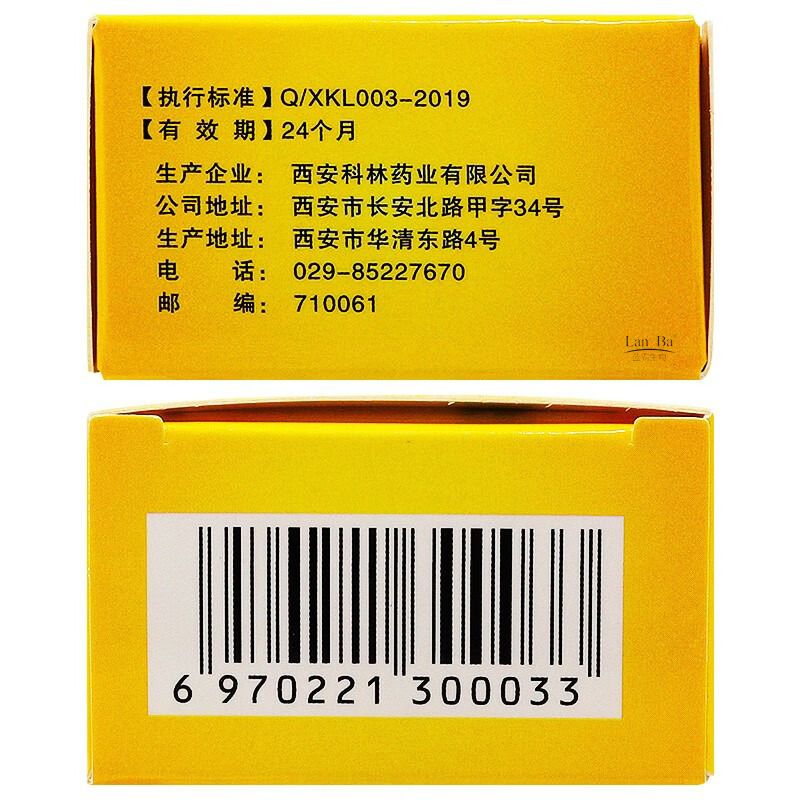 【执行标准】Q/XKL003-2019
【有 效 期】24个月
生产企业: 西安科林药业有限公司
公司地址: 西安市长安北路甲字34号
生产地址: 西安市华清东路4号
电 话: 029-85227670
邮 编: 710061
Lan Ba
6 970221 300033